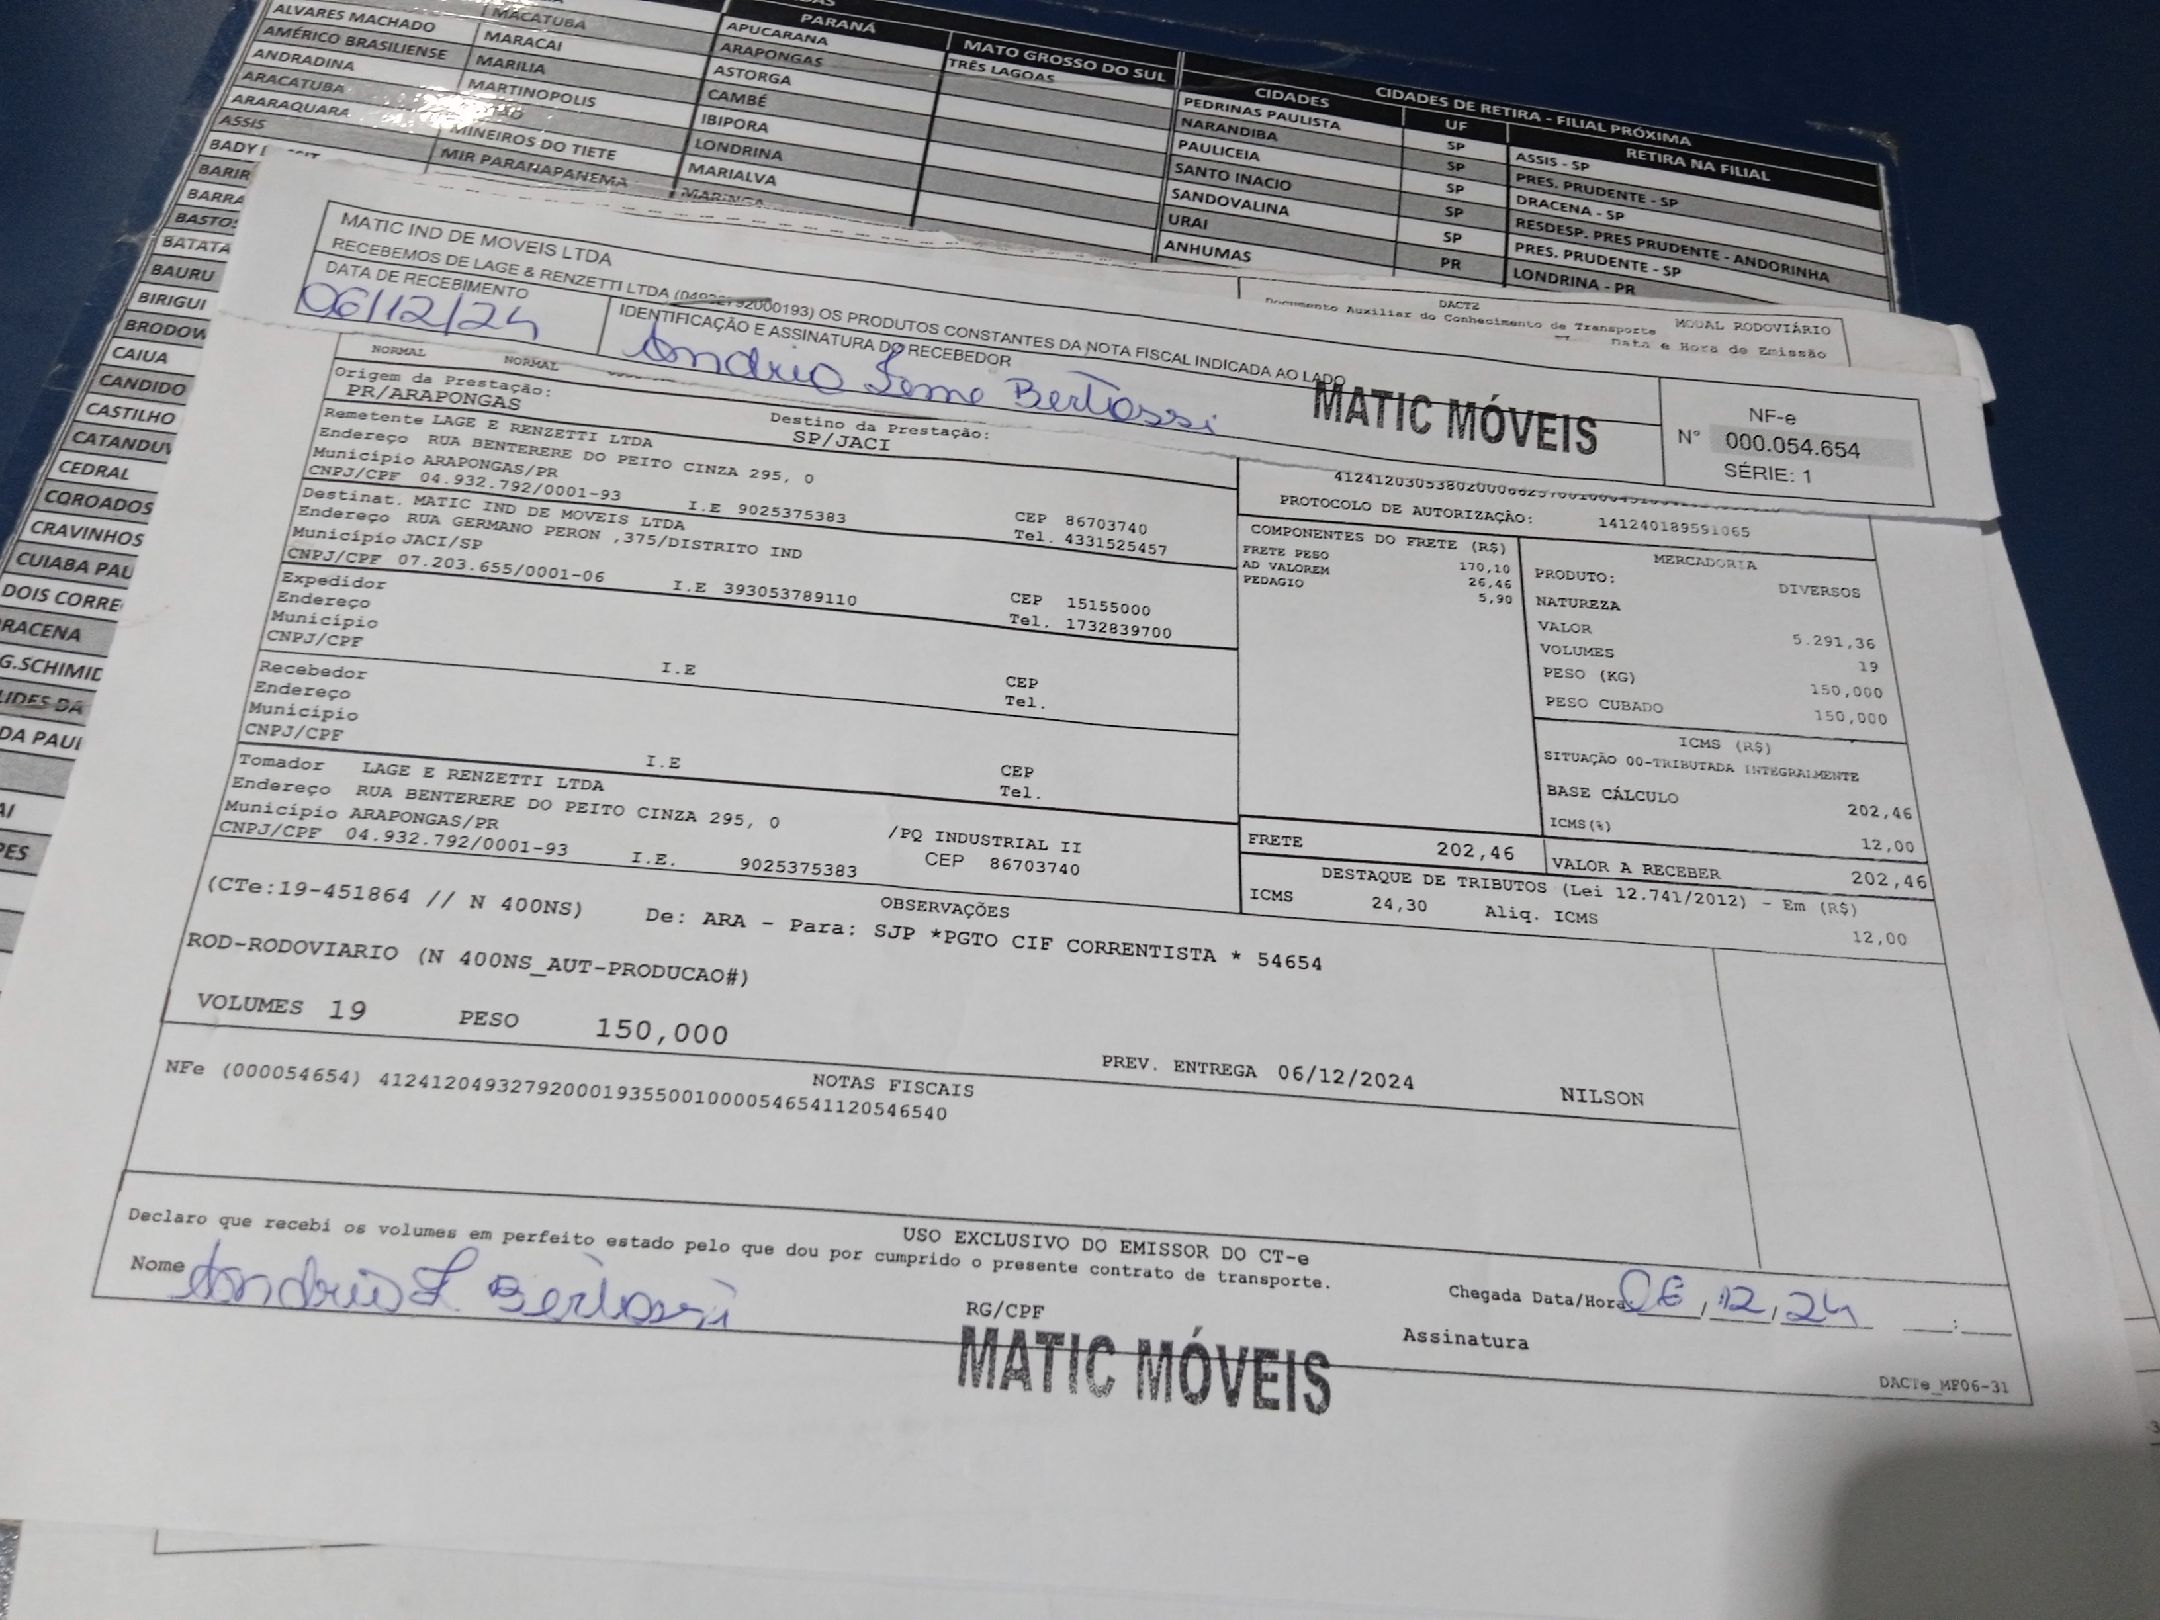 PARANÁ
MATO GROSSO DO SUL
CIDADES DE RETIRA - FILIAL PRÓXIMA
CIDADES
UF
RETIRA NA FILIAL
ALVARES MACHADO
MACATUBA
APUCARANA
TRÊS LAGOAS
PEDRINAS PAULISTA
SP
ASSIS - SP
AMÉRICO BRASILIENSE
MARACAI
ARAPONGAS
NARANDIBA
SP
PRES. PRUDENTE - SP
ANDRADINA
MARILIA
ASTORGA
PAULICEIA
SP
DRACENA - SP
ARACATUBA
MARTINOPOLIS
CAMBÉ
SANTO INACIO
SP
RESDESP. PRES PRUDENTE - ANDORINHA
ARARAQUARA
IBIPORA
SANDOVALINA
SP
PRES. PRUDENTE - SP
ASSIS
MINEIROS DO TIETE
LONDRINA
URAI
PR
LONDRINA - PR
MIR PARANAPANEMA
MARIALVA
ANHUMAS
MARINGA
BATATA
BAURU
BIRIGUI
BRODOW
CAIUA
CANDIDO
CASTILHO
CATANDUV
CEDRAL
COROADOS
CRAVINHOS
CUIABA PAU
DOIS CORRE
RACENA
G.SCHIMID
LIDES DA
DA PAUL
MATIC IND DE MOVEIS LTDA
RECEBEMOS DE LAGE & RENZETTI LTDA (04932792000193) OS PRODUTOS CONSTANTES DA NOTA FISCAL INDICADA AO LADO
DATA DE RECEBIMENTO
IDENTIFICAÇÃO E ASSINATURA DO RECEBEDOR
06/12/24
Andrio Leme Bertossi
MATIC MÓVEIS
NF-e
N° 000.054.654
SÉRIE: 1
Documento Auxiliar do Conhecimento de Transporte
MODAL RODOVIÁRIO
Data e Hora de Emissão
NORMAL
NORMAL
Origem da Prestação:
PR/ARAPONGAS
Destino da Prestação:
SP/JACI
Remetente LAGE E RENZETTI LTDA
Endereço RUA BENTERERE DO PEITO CINZA 295, 0
Município ARAPONGAS/PR
CEP 86703740
CNPJ/CPF 04.932.792/0001-93 I.E 9025375383
Tel. 4331525457
Destinat. MATIC IND DE MOVEIS LTDA
Endereço RUA GERMANO PERON ,375/DISTRITO IND
Município JACI/SP
CEP 15155000
CNPJ/CPF 07.203.655/0001-06 I.E 393053789110
Tel. 1732839700
Expedidor
Endereço
Município
CEP
CNPJ/CPF I.E
Tel.
Recebedor
Endereço
Município
CEP
CNPJ/CPF I.E
Tel.
Tomador LAGE E RENZETTI LTDA
Endereço RUA BENTERERE DO PEITO CINZA 295, 0 /PQ INDUSTRIAL II
Município ARAPONGAS/PR CEP 86703740
CNPJ/CPF 04.932.792/0001-93 I.E. 9025375383
PROTOCOLO DE AUTORIZAÇÃO: 141240189591065
COMPONENTES DO FRETE (R$)
FRETE PESO 170,10
AD VALOREM 26,46
PEDAGIO 5,90
MERCADORIA
PRODUTO: DIVERSOS
NATUREZA
VALOR 5.291,36
VOLUMES 19
PESO (KG) 150,000
PESO CUBADO 150,000
ICMS (R$)
SITUAÇÃO 00-TRIBUTADA INTEGRALMENTE
BASE CÁLCULO 202,46
ICMS(%) 12,00
FRETE 202,46
VALOR A RECEBER 202,46
DESTAQUE DE TRIBUTOS (Lei 12.741/2012) - Em (R$)
ICMS 24,30 Aliq. ICMS 12,00
OBSERVAÇÕES
(CTe:19-451864 // N 400NS) De: ARA - Para: SJP *PGTO CIF CORRENTISTA * 54654
ROD-RODOVIARIO (N 400NS_AUT-PRODUCAO#)
VOLUMES 19 PESO 150,000
PREV. ENTREGA 06/12/2024 NILSON
NOTAS FISCAIS
NFe (000054654) 41241204932792000193550010000546541120546540
USO EXCLUSIVO DO EMISSOR DO CT-e
Declaro que recebi os volumes em perfeito estado pelo que dou por cumprido o presente contrato de transporte.
Nome Andrio L. Bertossi
RG/CPF
Chegada Data/Hora: 06,12,24
Assinatura
MATIC MÓVEIS
DACTe_MF06-31